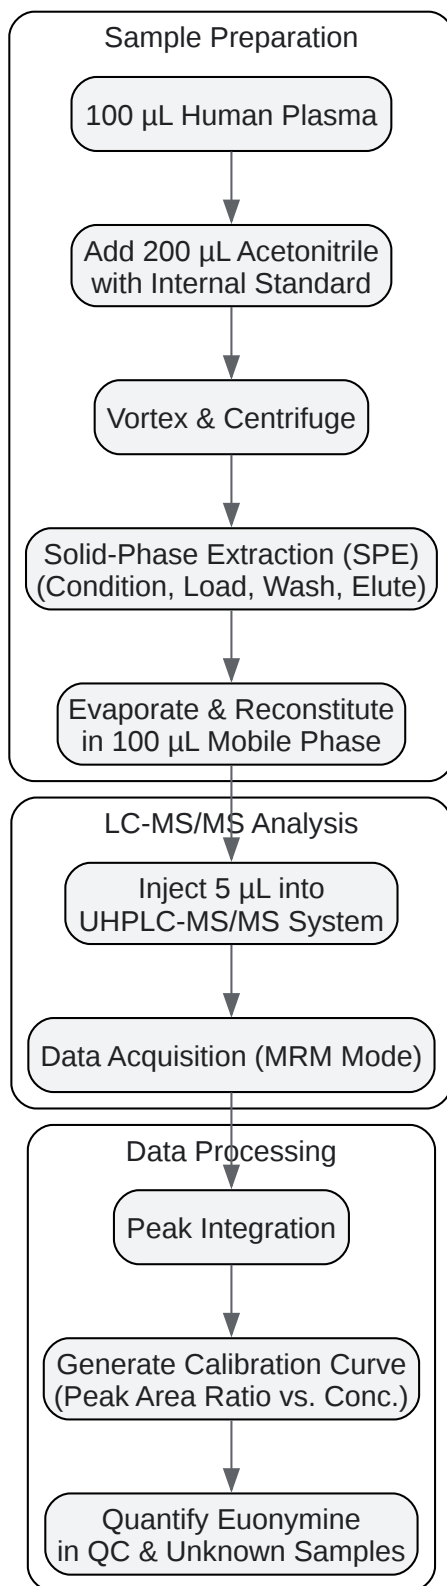 Sample Preparation
100 µL Human Plasma
Add 200 µL Acetonitrile
with Internal Standard
Vortex & Centrifuge
Solid-Phase Extraction (SPE)
(Condition, Load, Wash, Elute)
Evaporate & Reconstitute
in 100 µL Mobile Phase
LC-MS/MS Analysis
Inject 5 µL into
UHPLC-MS/MS System
Data Acquisition (MRM Mode)
Data Processing
Peak Integration
Generate Calibration Curve
(Peak Area Ratio vs. Conc.)
Quantify Euonymine
in QC & Unknown Samples